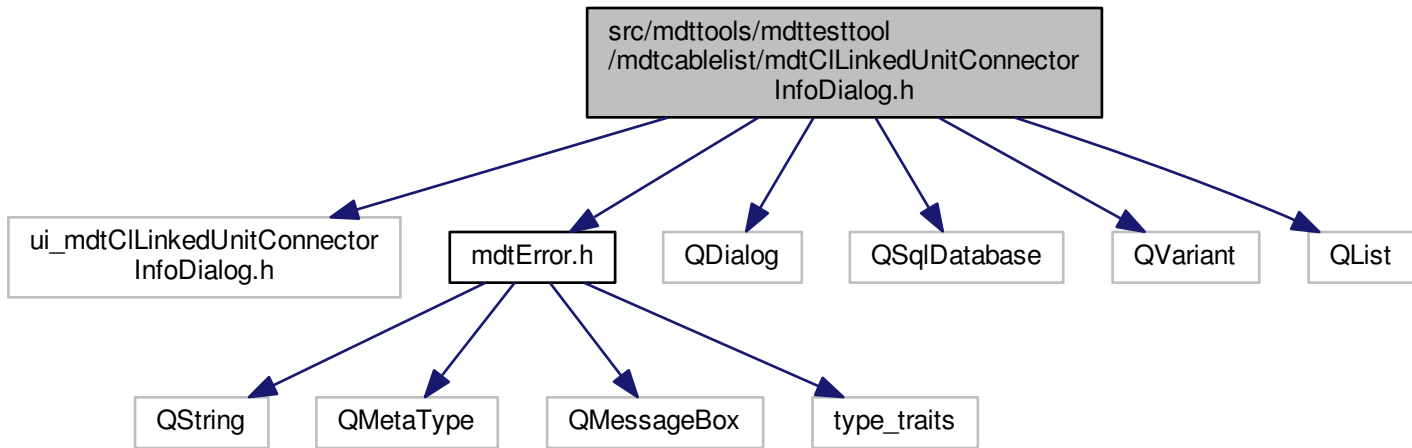 src/mdttools/mdttesttool
/mdtcablelist/mdtClLinkedUnitConnector
InfoDialog.h
ui_mdtClLinkedUnitConnector
InfoDialog.h
mdtError.h
QDialog
QSqlDatabase
QVariant
QList
QString
QMetaType
QMessageBox
type_traits